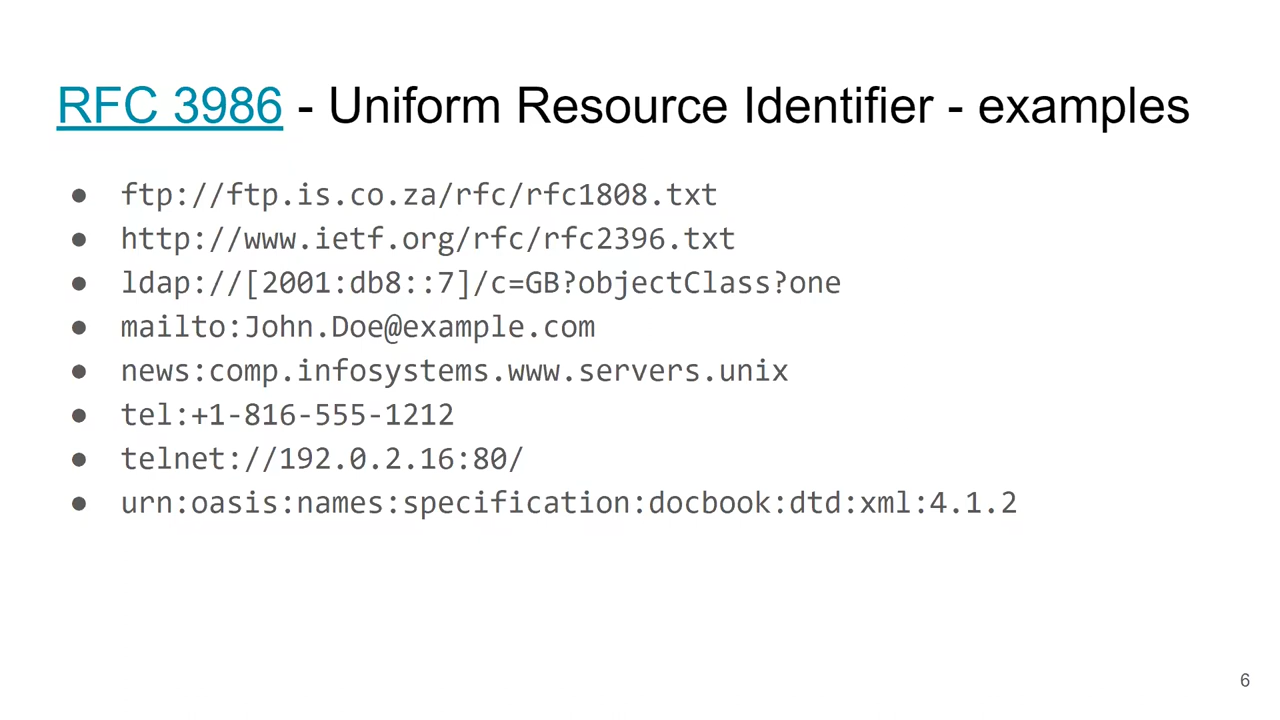 RFC 3986 - Uniform Resource Identifier - examples
● ftp://ftp.is.co.za/rfc/rfc1808.txt
● http://www.ietf.org/rfc/rfc2396.txt
● ldap://[2001:db8::7]/c=GB?objectClass?one
● mailto:John.Doe@example.com
● news:comp.infosystems.www.servers.unix
● tel:+1-816-555-1212
● telnet://192.0.2.16:80/
● urn:oasis:names:specification:docbook:dtd:xml:4.1.2
6